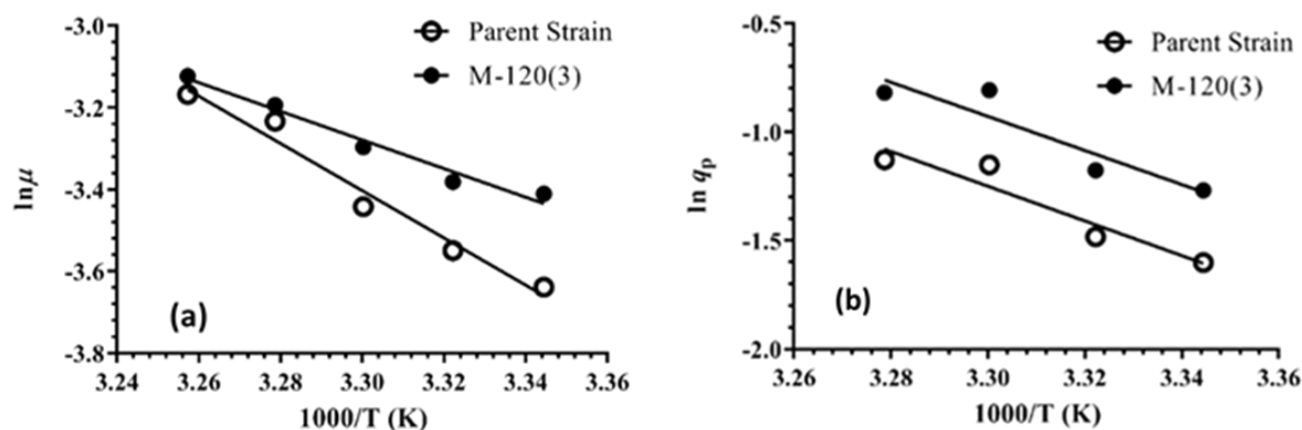 -3.0
-3.2
-3.4
-3.6
-3.8
lnμ
Parent Strain
M-120(3)
(a)
3.24
3.26
3.28
3.30
3.32
3.34
3.36
1000/T (K)
-0.5
-1.0
-1.5
-2.0
ln qp
Parent Strain
M-120(3)
(b)
3.26
3.28
3.30
3.32
3.34
3.36
1000/T (K)